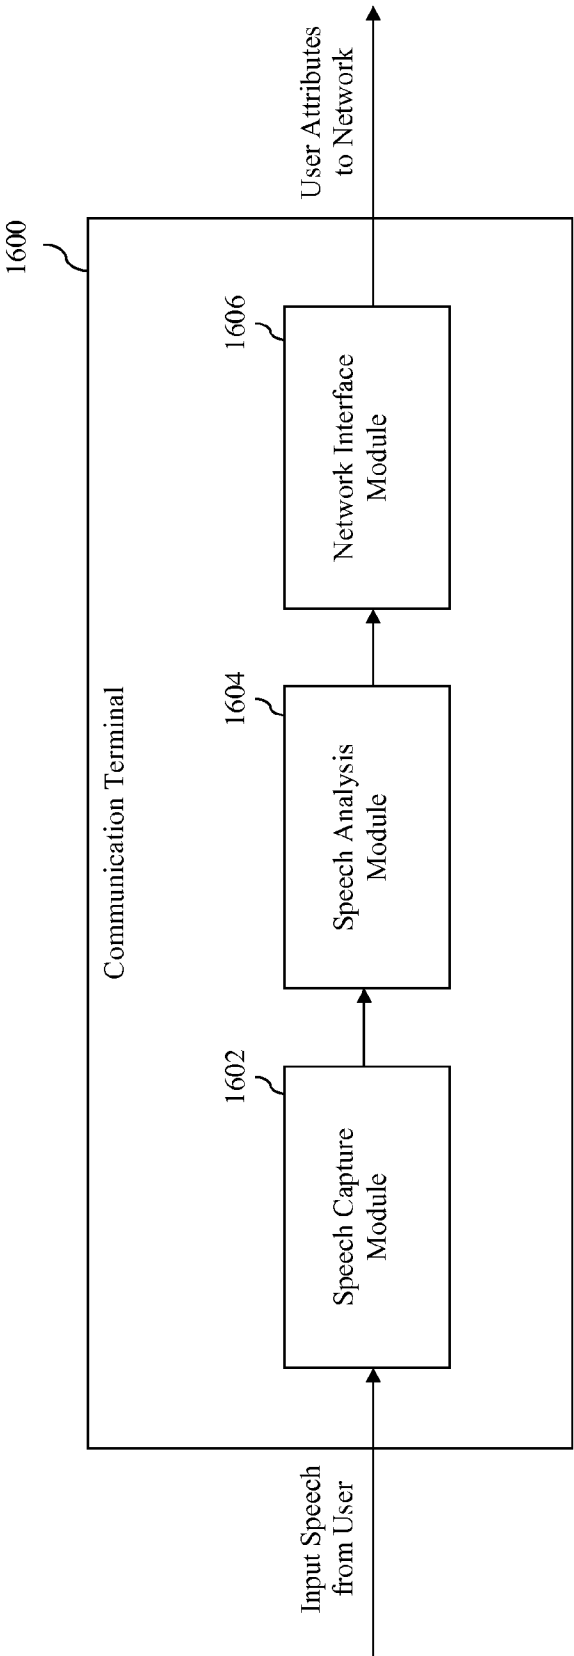 1600
Communication Terminal
Input Speech
from User
1602
Speech Capture
Module
1604
Speech Analysis
Module
1606
Network Interface
Module
User Attributes
to Network